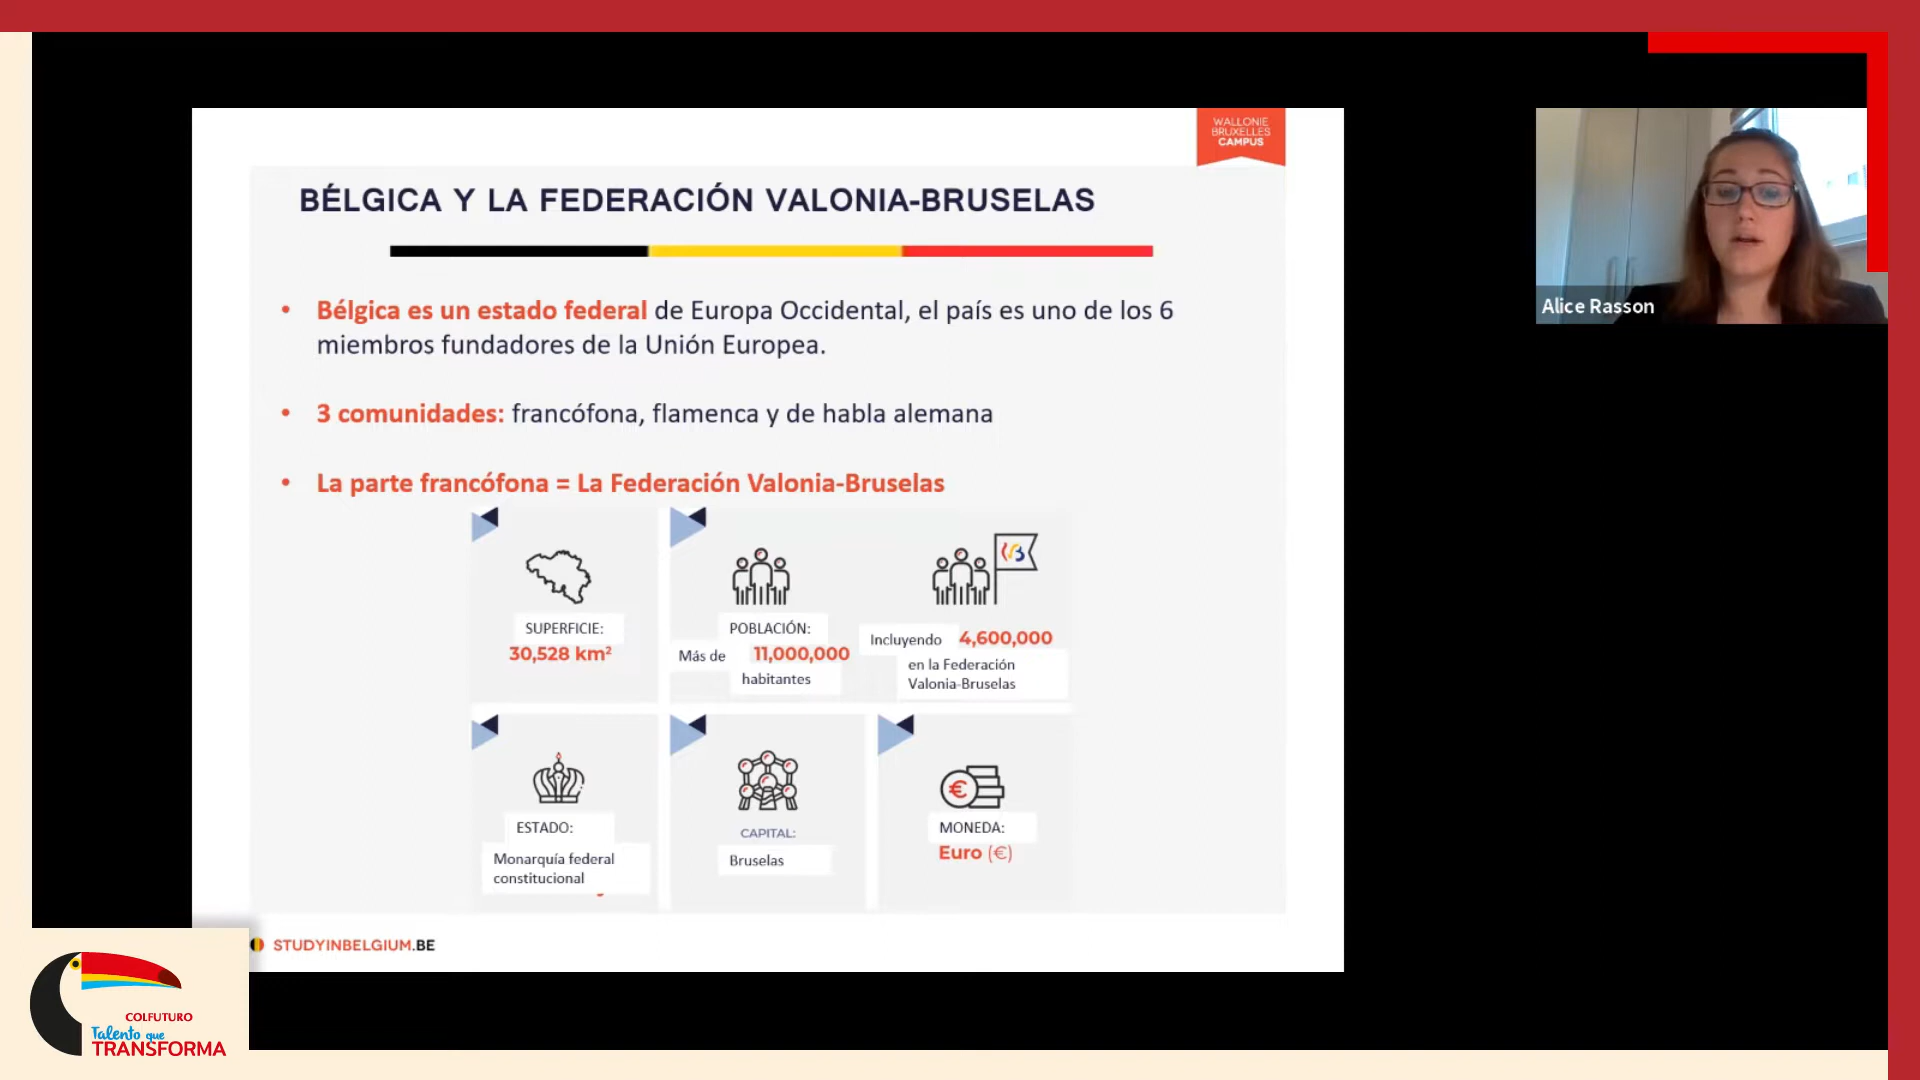 WALLONIE
BRUXELLES
CAMPUS
BÉLGICA Y LA FEDERACIÓN VALONIA-BRUSELAS
• Bélgica es un estado federal de Europa Occidental, el país es uno de los 6
miembros fundadores de la Unión Europea.
• 3 comunidades: francófona, flamenca y de habla alemana
• La parte francófona = La Federación Valonia-Bruselas
SUPERFICIE:
30,528 km²
POBLACIÓN:
Más de 11,000,000
habitantes
Incluyendo 4,600,000
en la Federación
Valonia-Bruselas
ESTADO:
Monarquía federal
constitucional
CAPITAL:
Bruselas
€
MONEDA:
Euro (€)
STUDYINBELGIUM.BE
Alice Rasson
COLFUTURO
Talento que
TRANSFORMA